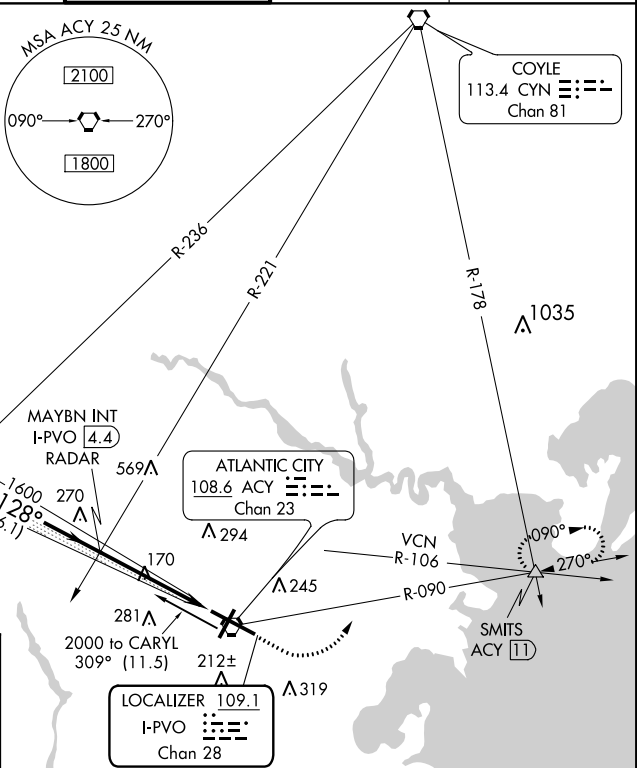 MSA ACY 25 NM
2100
090°
270°
1800
COYLE
113.4 CYN
Chan 81
R-236
R-221
R-178
1035
MAYBN INT
I-PVO 4.4
RADAR
569
ATLANTIC CITY
108.6 ACY
Chan 23
1600
128°
6.1)
270
294
170
245
VCN
R-106
R-090
090°
270°
SMITS
ACY 11
281
2000 to CARYL
309° (11.5)
212±
319
LOCALIZER 109.1
I-PVO
Chan 28